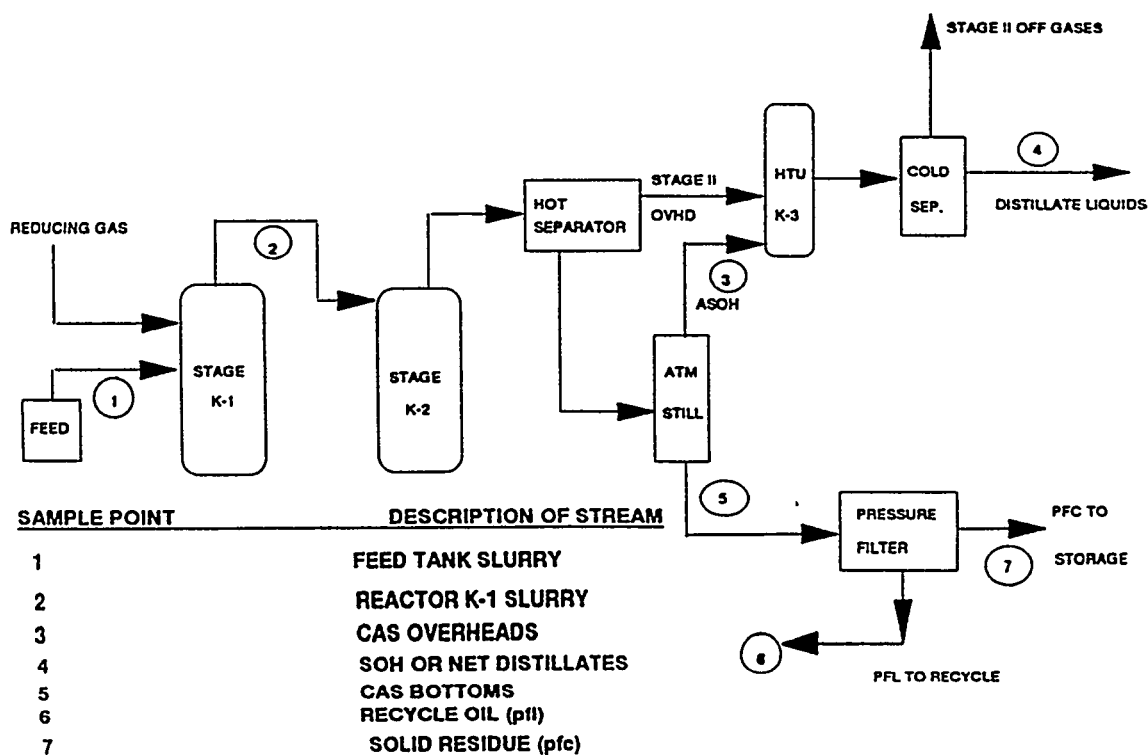 STAGE II OFF GASES
4
HTU
K-3
COLD
SEP.
DISTILLATE LIQUIDS
STAGE II
OVHD
HOT
SEPARATOR
REDUCING GAS
2
3
ASOH
STAGE
K-1
STAGE
K-2
ATM
STILL
1
FEED
5
PRESSURE
FILTER
PFC TO
STORAGE
7
6
PFL TO RECYCLE
SAMPLE POINT DESCRIPTION OF STREAM
1 FEED TANK SLURRY
2 REACTOR K-1 SLURRY
3 CAS OVERHEADS
4 SOH OR NET DISTILLATES
5 CAS BOTTOMS
6 RECYCLE OIL (pfl)
7 SOLID RESIDUE (pfc)